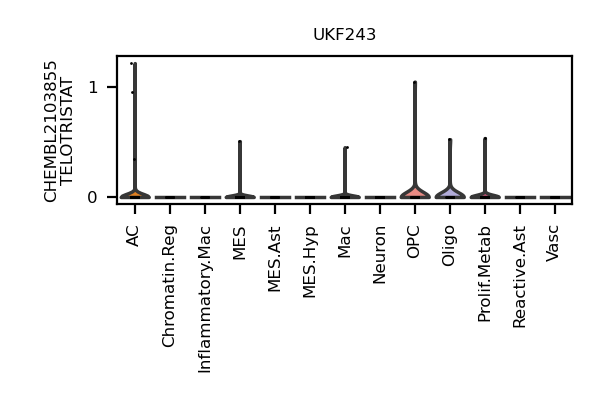 UKF243
CHEMBL2103855
TELOTRISTAT
1
0
AC
Chromatin.Reg
Inflammatory.Mac
MES
MES.Ast
MES.Hyp
Mac
Neuron
OPC
Oligo
Prolif.Metab
Reactive.Ast
Vasc